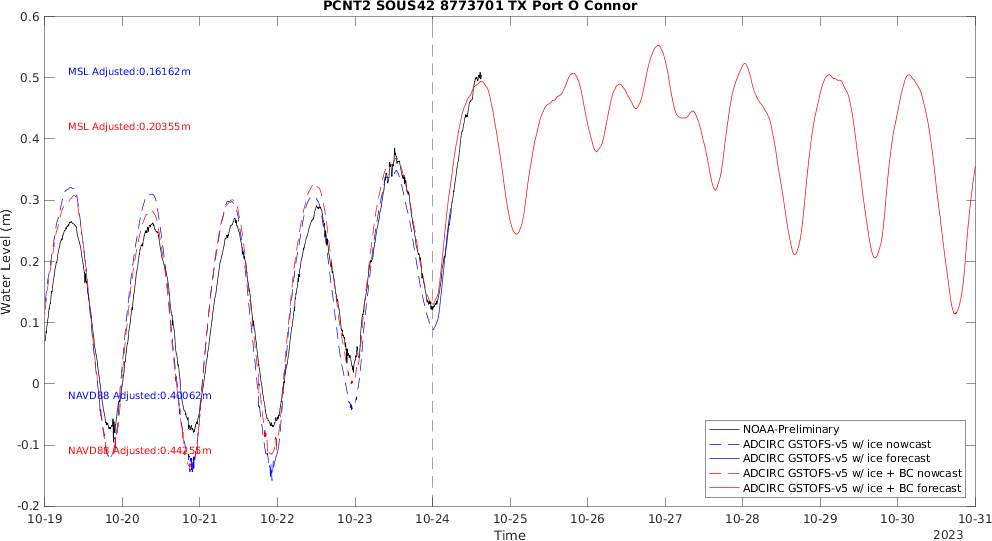 PCNT2 SOUS42 8773701 TX Port O Connor
0.6
0.5
0.4
0.3
0.2
0.1
0
-0.1
-0.2
Water Level (m)
MSL Adjusted:0.16162m
MSL Adjusted:0.20355m
NAVD88 Adjusted:0.40062m
NAVD88 Adjusted:0.44255m
NOAA-Preliminary
ADCIRC GSTOFS-v5 w/ ice nowcast
ADCIRC GSTOFS-v5 w/ ice forecast
ADCIRC GSTOFS-v5 w/ ice + BC nowcast
ADCIRC GSTOFS-v5 w/ ice + BC forecast
10-19 10-20 10-21 10-22 10-23 10-24 10-25 10-26 10-27 10-28 10-29 10-30 10-31
Time
2023